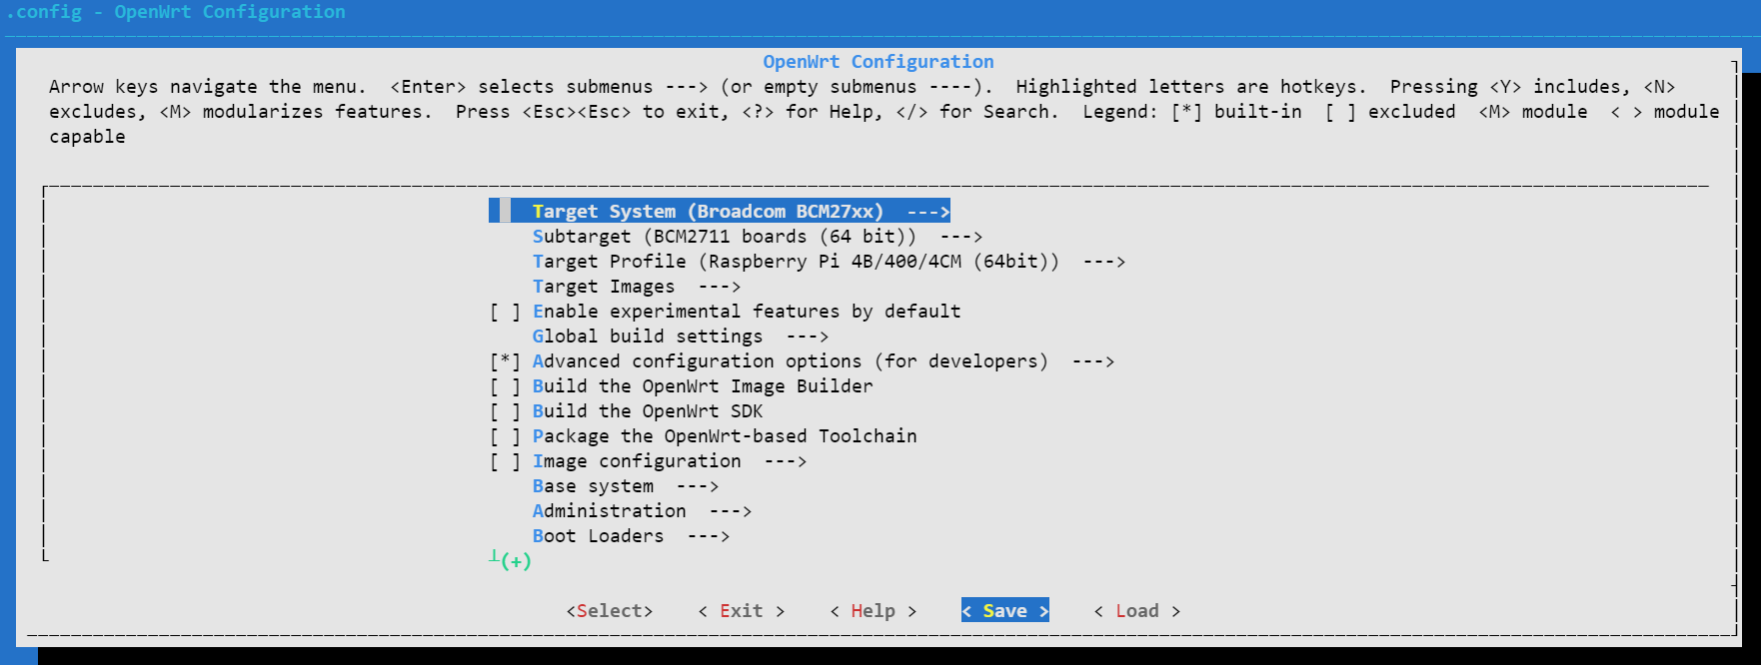 .config - OpenWrt Configuration
OpenWrt Configuration
Arrow keys navigate the menu.  <Enter> selects submenus ---> (or empty submenus ----).  Highlighted letters are hotkeys.  Pressing <Y> includes, <N>
excludes, <M> modularizes features.  Press <Esc><Esc> to exit, <?> for Help, </> for Search.  Legend: [*] built-in  [ ] excluded  <M> module  < > module
capable
Target System (Broadcom BCM27xx)  --->
Subtarget (BCM2711 boards (64 bit))  --->
Target Profile (Raspberry Pi 4B/400/4CM (64bit))  --->
Target Images  --->
[ ] Enable experimental features by default
Global build settings  --->
[*] Advanced configuration options (for developers)  --->
[ ] Build the OpenWrt Image Builder
[ ] Build the OpenWrt SDK
[ ] Package the OpenWrt-based Toolchain
[ ] Image configuration  --->
Base system  --->
Administration  --->
Boot Loaders  --->
┴(+)
<Select>    < Exit >    < Help >    < Save >    < Load >